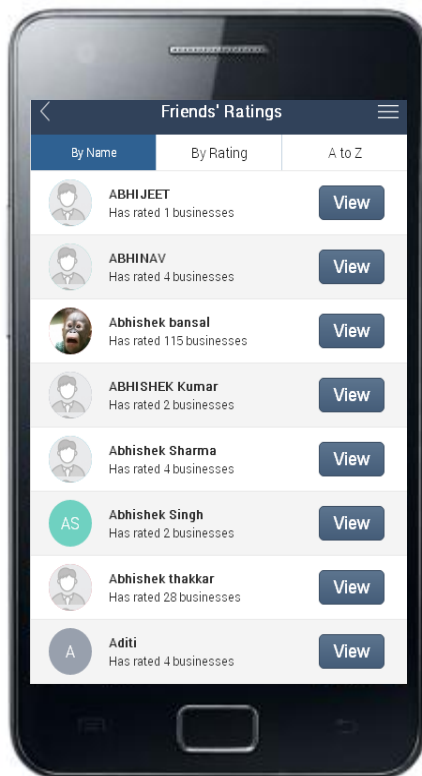 Friends' Ratings
By Name
By Rating
A to Z
ABHIJEET
Has rated 1 businesses
View
ABHINAV
Has rated 4 businesses
View
Abhishek bansal
Has rated 115 businesses
View
ABHISHEK Kumar
Has rated 2 businesses
View
Abhishek Sharma
Has rated 4 businesses
View
AS
Abhishek Singh
Has rated 2 businesses
View
Abhishek thakkar
Has rated 28 businesses
View
A
Aditi
Has rated 4 businesses
View